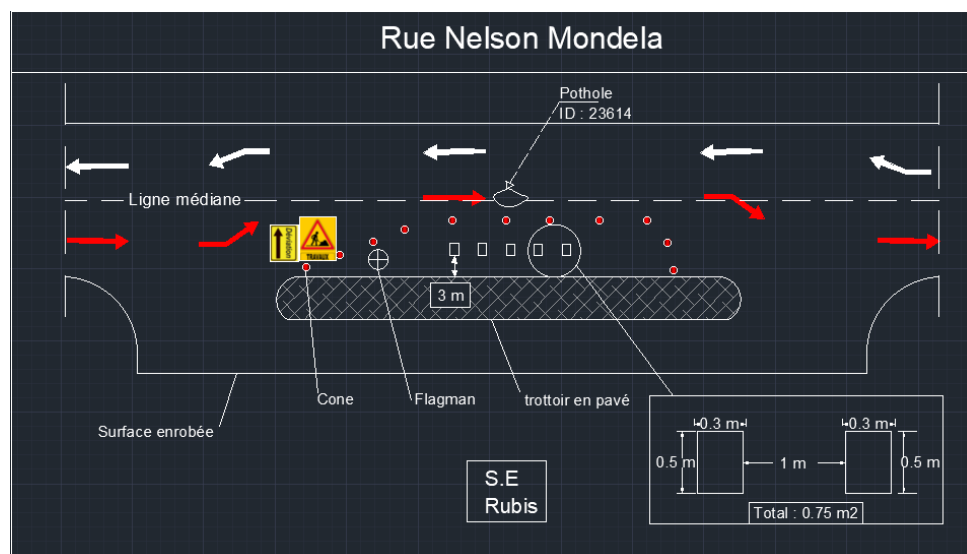 Rue Nelson Mondela
Pothole
ID : 23614
Ligne médiane
Déviation
TRAVAUX
3 m
Cone
Flagman
trottoir en pavé
Surface enrobée
0.3 m
0.3 m
0.5 m
1 m
0.5 m
Total : 0.75 m2
S.E
Rubis